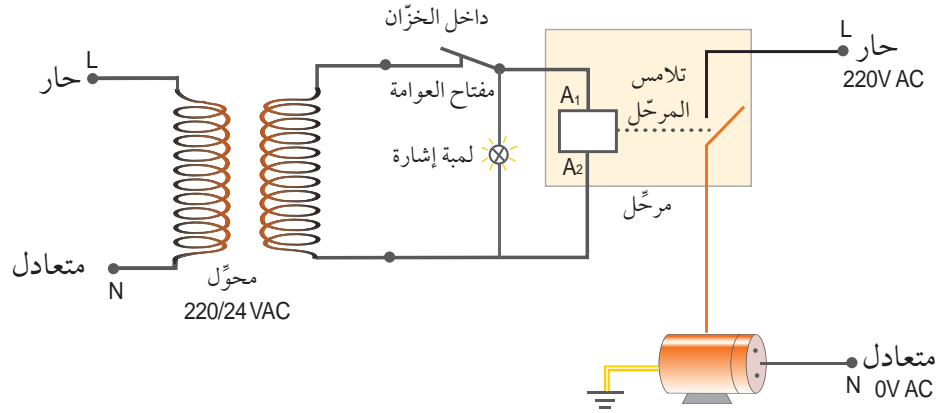 داخل الخزّان
L
حار
مفتاح العوامة
لمبة إشارة
A1
A2
تلامس
المرحّل
مرحِّل
L
حار
220V AC
متعادل
N
محوِّل
220/24 VAC
متعادل
N
0V AC